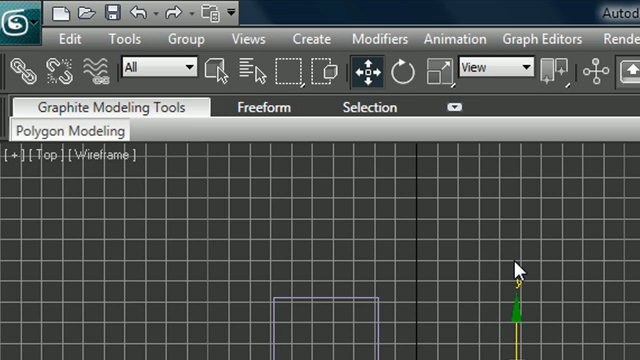 Autod
Edit Tools Group Views Create Modifiers Animation Graph Editors Rende
All View
Graphite Modeling Tools Freeform Selection
Polygon Modeling
[ + ] [ Top ] [ Wireframe ]
y